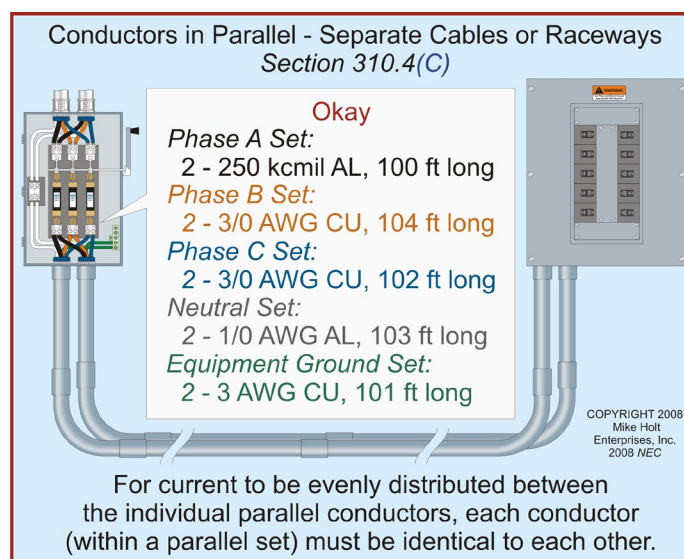 Conductors in Parallel - Separate Cables or Raceways
Section 310.4(C)
WARNING
Okay
Phase A Set:
2 - 250 kcmil AL, 100 ft long
Phase B Set:
2 - 3/0 AWG CU, 104 ft long
Phase C Set:
2 - 3/0 AWG CU, 102 ft long
Neutral Set:
2 - 1/0 AWG AL, 103 ft long
Equipment Ground Set:
2 - 3 AWG CU, 101 ft long
COPYRIGHT 2008
Mike Holt
Enterprises, Inc.
2008 NEC
For current to be evenly distributed between
the individual parallel conductors, each conductor
(within a parallel set) must be identical to each other.